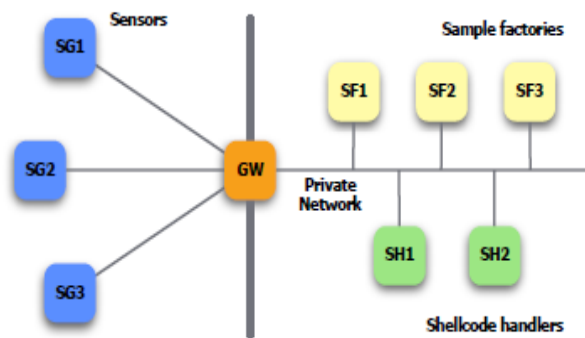 Sensors
Sample factories
SG1
SF1
SF2
SF3
SG2
GW
Private
Network
SH1
SH2
SG3
Shellcode handlers